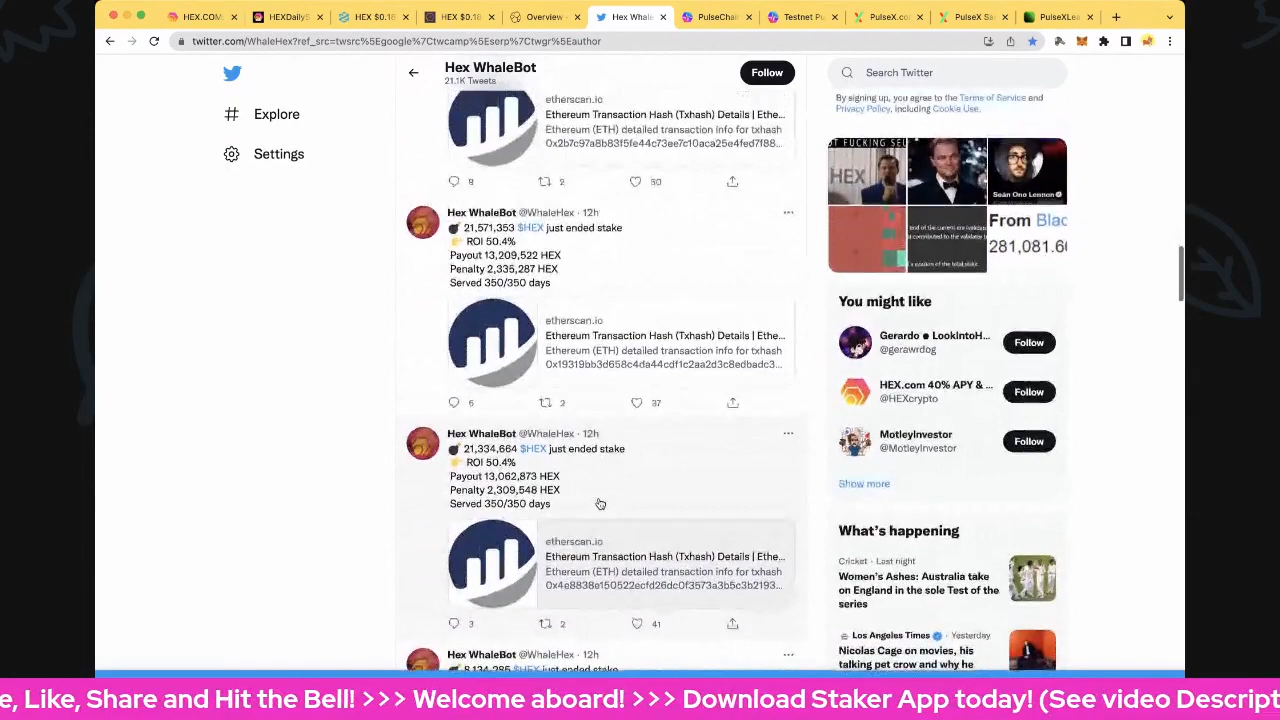 HEX.COM:
HEXDailyS
HEX $0.18
HEX $0.18
Overview -
Hex Whale
PulseChain
Testnet Pu
PulseX.co
PulseX Sa
PulseXLea
twitter.com/WhaleHex?ref_src=twsrc%5Egoogle%7Ctwcamp%5Eserp%7Ctwgr%5Eauthor
Explore
Settings
Hex WhaleBot
21.1K Tweets
Follow
etherscan.io
Ethereum Transaction Hash (Txhash) Details | Ethe...
Ethereum (ETH) detailed transaction info for txhash
0x2b7c97a8b83f5fe44c73ee7c10aca25e4fed7f88...
9 2 50
Hex WhaleBot @WhaleHex · 12h
💣 21,571,353 $HEX just ended stake
👉 ROI 50.4%
Payout 13,209,522 HEX
Penalty 2,335,287 HEX
Served 350/350 days
etherscan.io
Ethereum Transaction Hash (Txhash) Details | Ethe...
Ethereum (ETH) detailed transaction info for txhash
0x19319bb3d658c4da44cdf1c2aa2d3c8edbadc3...
6 2 37
Hex WhaleBot @WhaleHex · 12h
💣 21,334,664 $HEX just ended stake
👉 ROI 50.4%
Payout 13,062,873 HEX
Penalty 2,309,548 HEX
Served 350/350 days
etherscan.io
Ethereum Transaction Hash (Txhash) Details | Ethe...
Ethereum (ETH) detailed transaction info for txhash
0x4e8838e150522ecfd26dc0f3573a3b5c3b2193...
3 2 41
Hex WhaleBot @WhaleHex · 12h
💣 8,134,285 $HEX just ended stake
Search Twitter
By signing up, you agree to the Terms of Service and
Privacy Policy, including Cookie Use.
HEX
Seán Ono Lennon
From Blac
281,081.60
You might like
Gerardo LookIntoH...
@gerawrdog
Follow
HEX.com 40% APY & ...
@HEXcrypto
Follow
MotleyInvestor
@MotleyInvestor
Follow
Show more
What's happening
Cricket · Last night
Women's Ashes: Australia take
on England in the sole Test of the
series
Los Angeles Times · Yesterday
Nicolas Cage on movies, his
talking pet crow and why he
e, Like, Share and Hit the Bell! >>> Welcome aboard! >>> Download Staker App today! (See video Descript